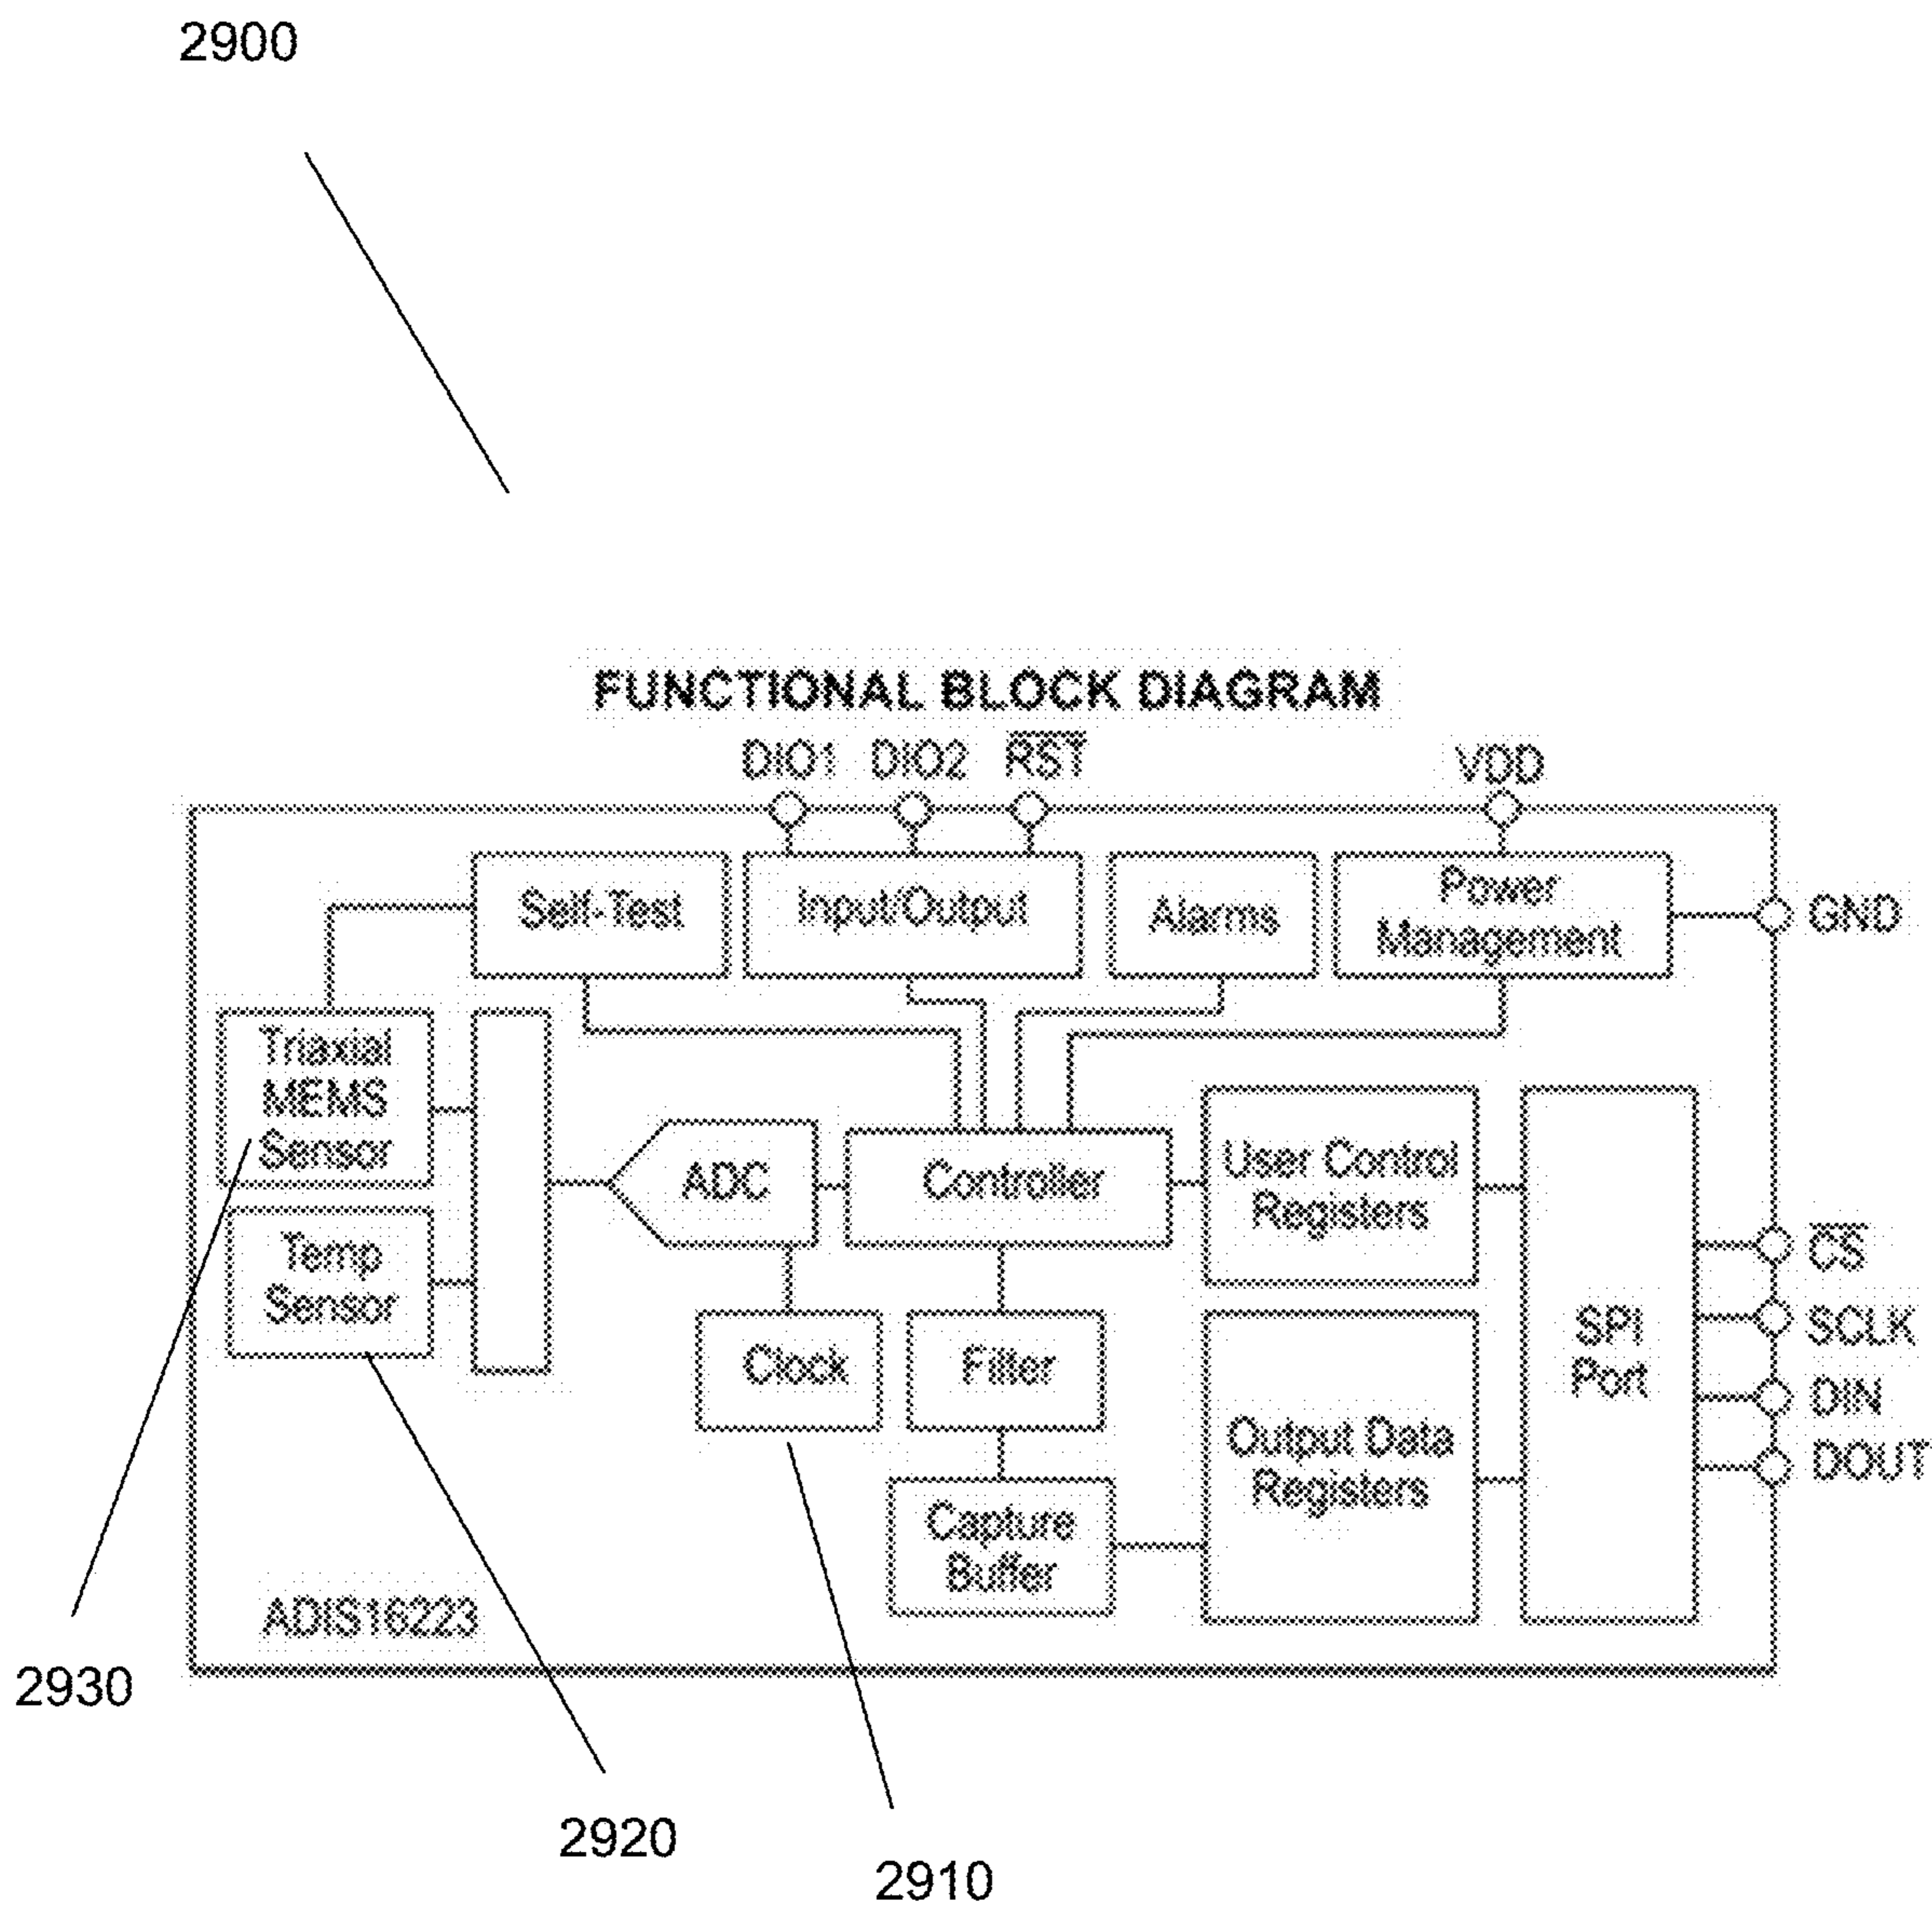 2900
FUNCTIONAL BLOCK DIAGRAM
DIO1 DIO2 RST VDD
Self-Test
Input/Output
Alarms
Power
Management
GND
Triaxial
MEMS
Sensor
ADC
Controller
User Control
Registers
Temp
Sensor
CS
SCLK
DIN
DOUT
SPI
Port
Clock
Filter
Output Data
Registers
Capture
Buffer
ADIS16223
2930
2920
2910